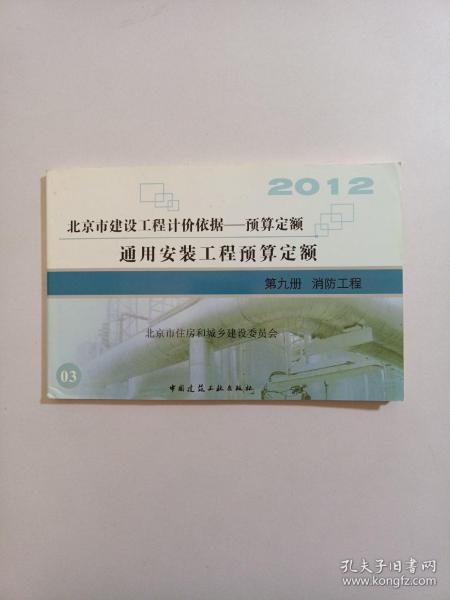 2012
北京市建设工程计价依据——预算定额
通用安装工程预算定额
第九册 消防工程
北京市住房和城乡建设委员会
03
中国建筑工业出版社
孔夫子旧书网
www.kongfz.com